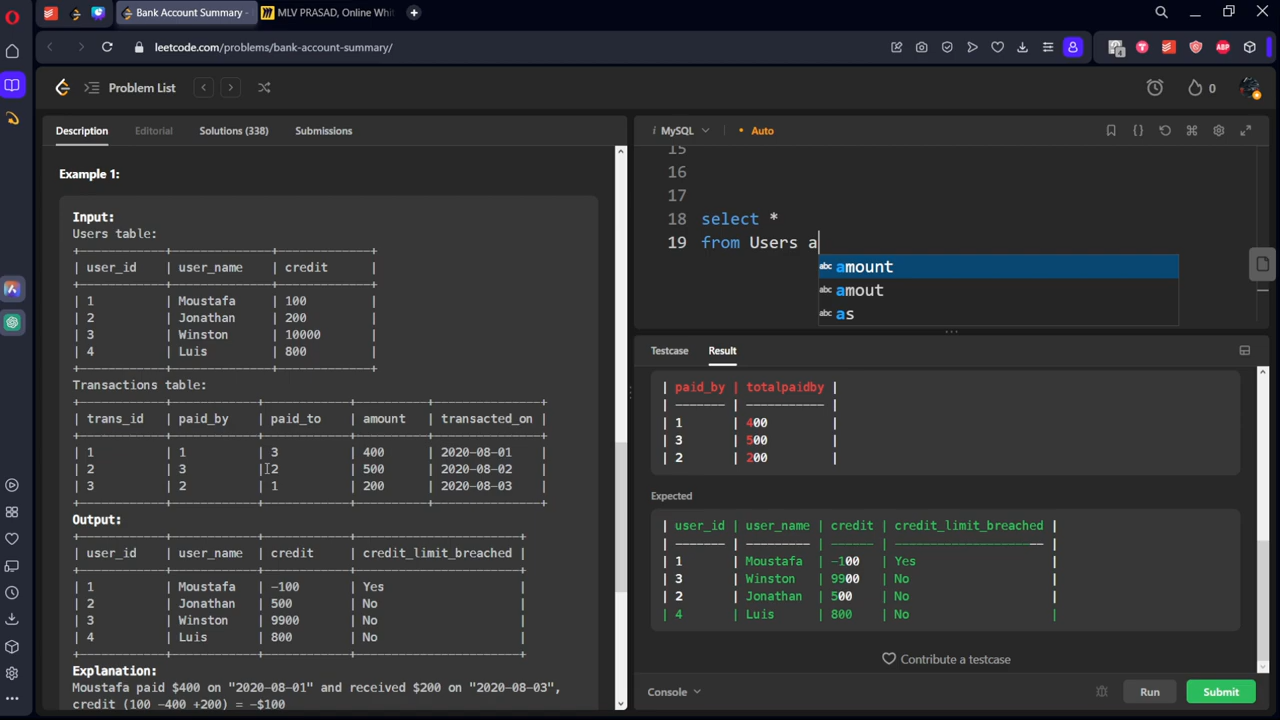 Bank Account Summary -
MLV PRASAD, Online Whit
leetcode.com/problems/bank-account-summary/
4
ABP
Problem List
0
Description
Editorial
Solutions (338)
Submissions
MySQL
Auto
Example 1:
Input:
Users table:
+---------+-----------+--------+
| user_id | user_name | credit |
+---------+-----------+--------+
| 1 | Moustafa | 100 |
| 2 | Jonathan | 200 |
| 3 | Winston | 10000 |
| 4 | Luis | 800 |
+---------+-----------+--------+
Transactions table:
+----------+---------+---------+--------+---------------+
| trans_id | paid_by | paid_to | amount | transacted_on |
+----------+---------+---------+--------+---------------+
| 1 | 1 | 3 | 400 | 2020-08-01 |
| 2 | 3 | 2 | 500 | 2020-08-02 |
| 3 | 2 | 1 | 200 | 2020-08-03 |
+----------+---------+---------+--------+---------------+
Output:
+---------+-----------+--------+-----------------------+
| user_id | user_name | credit | credit_limit_breached |
+---------+-----------+--------+-----------------------+
| 1 | Moustafa | -100 | Yes |
| 2 | Jonathan | 500 | No |
| 3 | Winston | 9900 | No |
| 4 | Luis | 800 | No |
+---------+-----------+--------+-----------------------+
Explanation:
Moustafa paid $400 on "2020-08-01" and received $200 on "2020-08-03",
credit (100 -400 +200) = -$100
15
16
17
18 select *
19 from Users a
abc amount
abc amout
abc as
Testcase
Result
| paid_by | totalpaidby |
| ------- | ----------- |
| 1 | 400 |
| 3 | 500 |
| 2 | 200 |
Expected
| user_id | user_name | credit | credit_limit_breached |
| ------- | --------- | ------ | --------------------- |
| 1 | Moustafa | -100 | Yes |
| 3 | Winston | 9900 | No |
| 2 | Jonathan | 500 | No |
| 4 | Luis | 800 | No |
Contribute a testcase
Console
Run
Submit